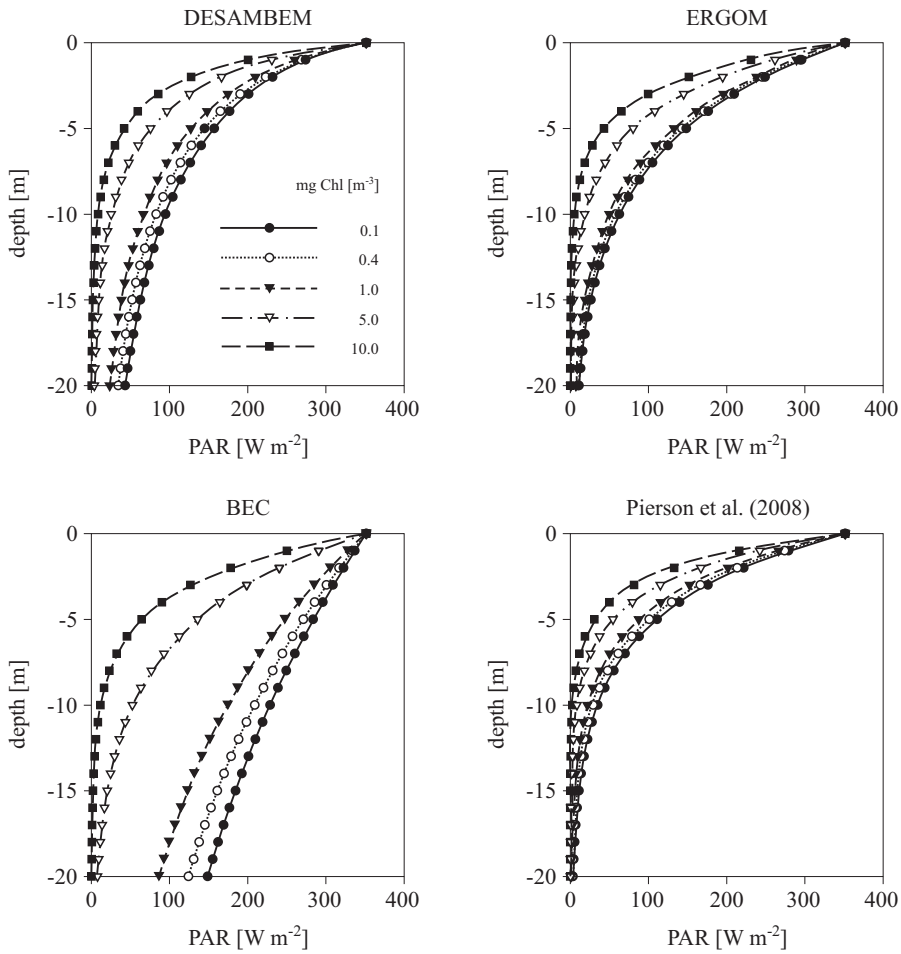 DESAMBEM
0
-5
-10
-15
-20
depth [m]
mg Chl [m-3]
0.1
0.4
1.0
5.0
10.0
0 100 200 300 400
PAR [W m-2]
ERGOM
0
-5
-10
-15
-20
depth [m]
0 100 200 300 400
PAR [W m-2]
BEC
0
-5
-10
-15
-20
depth [m]
0 100 200 300 400
PAR [W m-2]
Pierson et al. (2008)
0
-5
-10
-15
-20
depth [m]
0 100 200 300 400
PAR [W m-2]